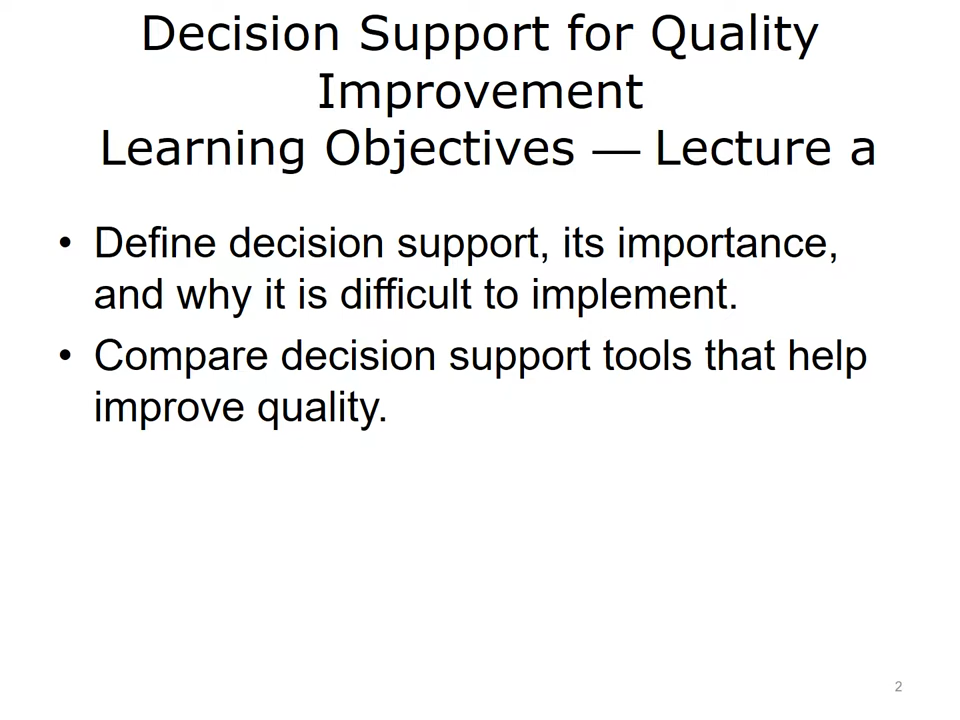 Decision Support for Quality
Improvement
Learning Objectives — Lecture a
• Define decision support, its importance,
and why it is difficult to implement.
• Compare decision support tools that help
improve quality.
2